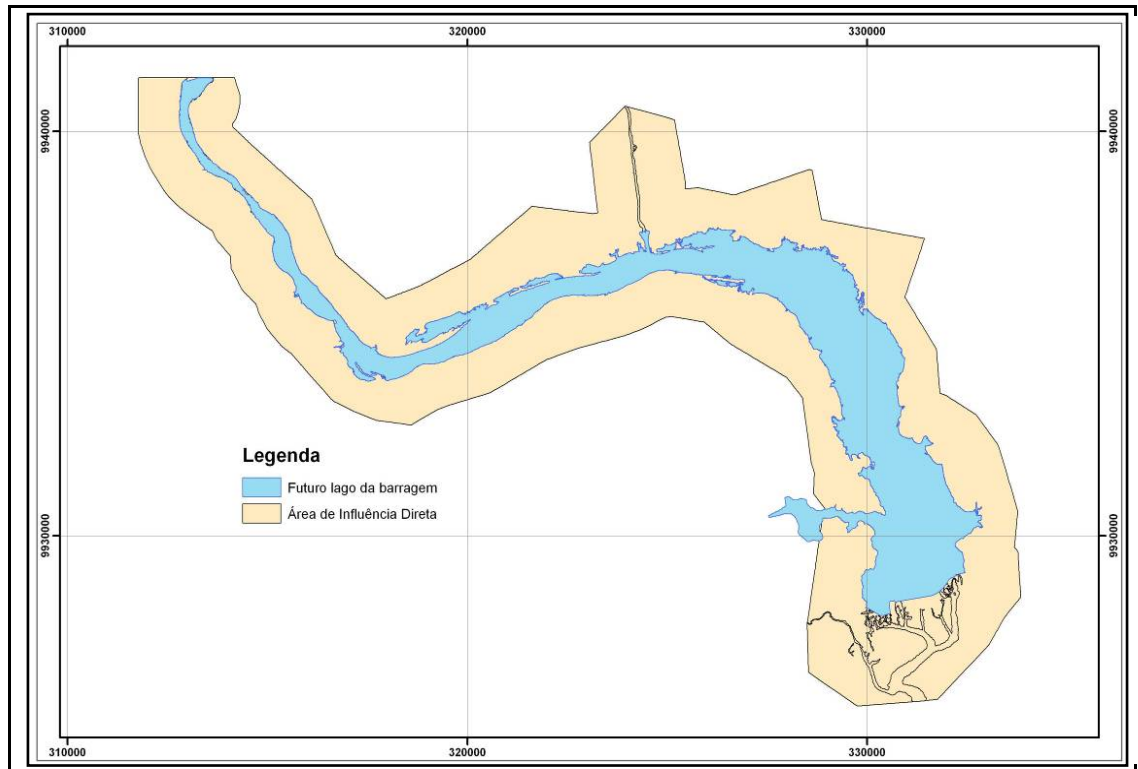 310000 320000 330000
9940000 9940000
Legenda
Futuro lago da barragem
Área de Influência Direta
9930000 9930000
310000 320000 330000